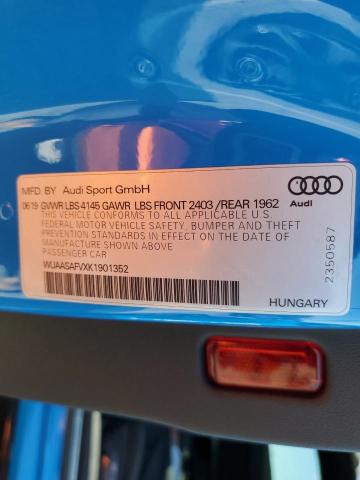 MFD. BY Audi Sport GmbH
06/19 GVWR LBS 4145 GAWR LBS FRONT 2403 /REAR 1962
THIS VEHICLE CONFORMS TO ALL APPLICABLE U.S.
FEDERAL MOTOR VEHICLE SAFETY, BUMPER AND THEFT
PREVENTION STANDARDS IN EFFECT ON THE DATE OF
MANUFACTURE SHOWN ABOVE
PASSENGER CAR
WUAASAFVXK1901352
Audi
2350587
HUNGARY